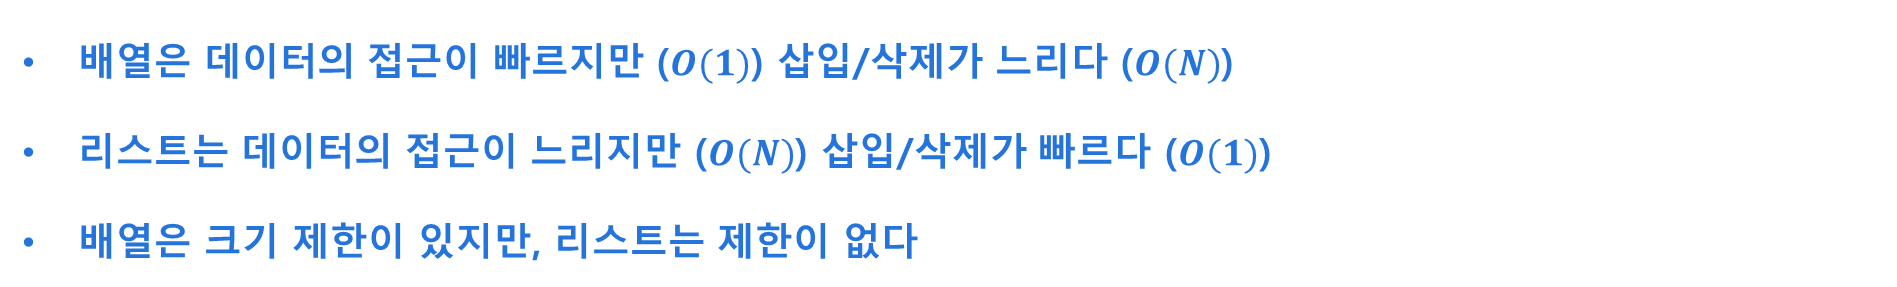 • 배열은 데이터의 접근이 빠르지만 (O(1)) 삽입/삭제가 느리다 (O(N))
• 리스트는 데이터의 접근이 느리지만 (O(N)) 삽입/삭제가 빠르다 (O(1))
• 배열은 크기 제한이 있지만, 리스트는 제한이 없다